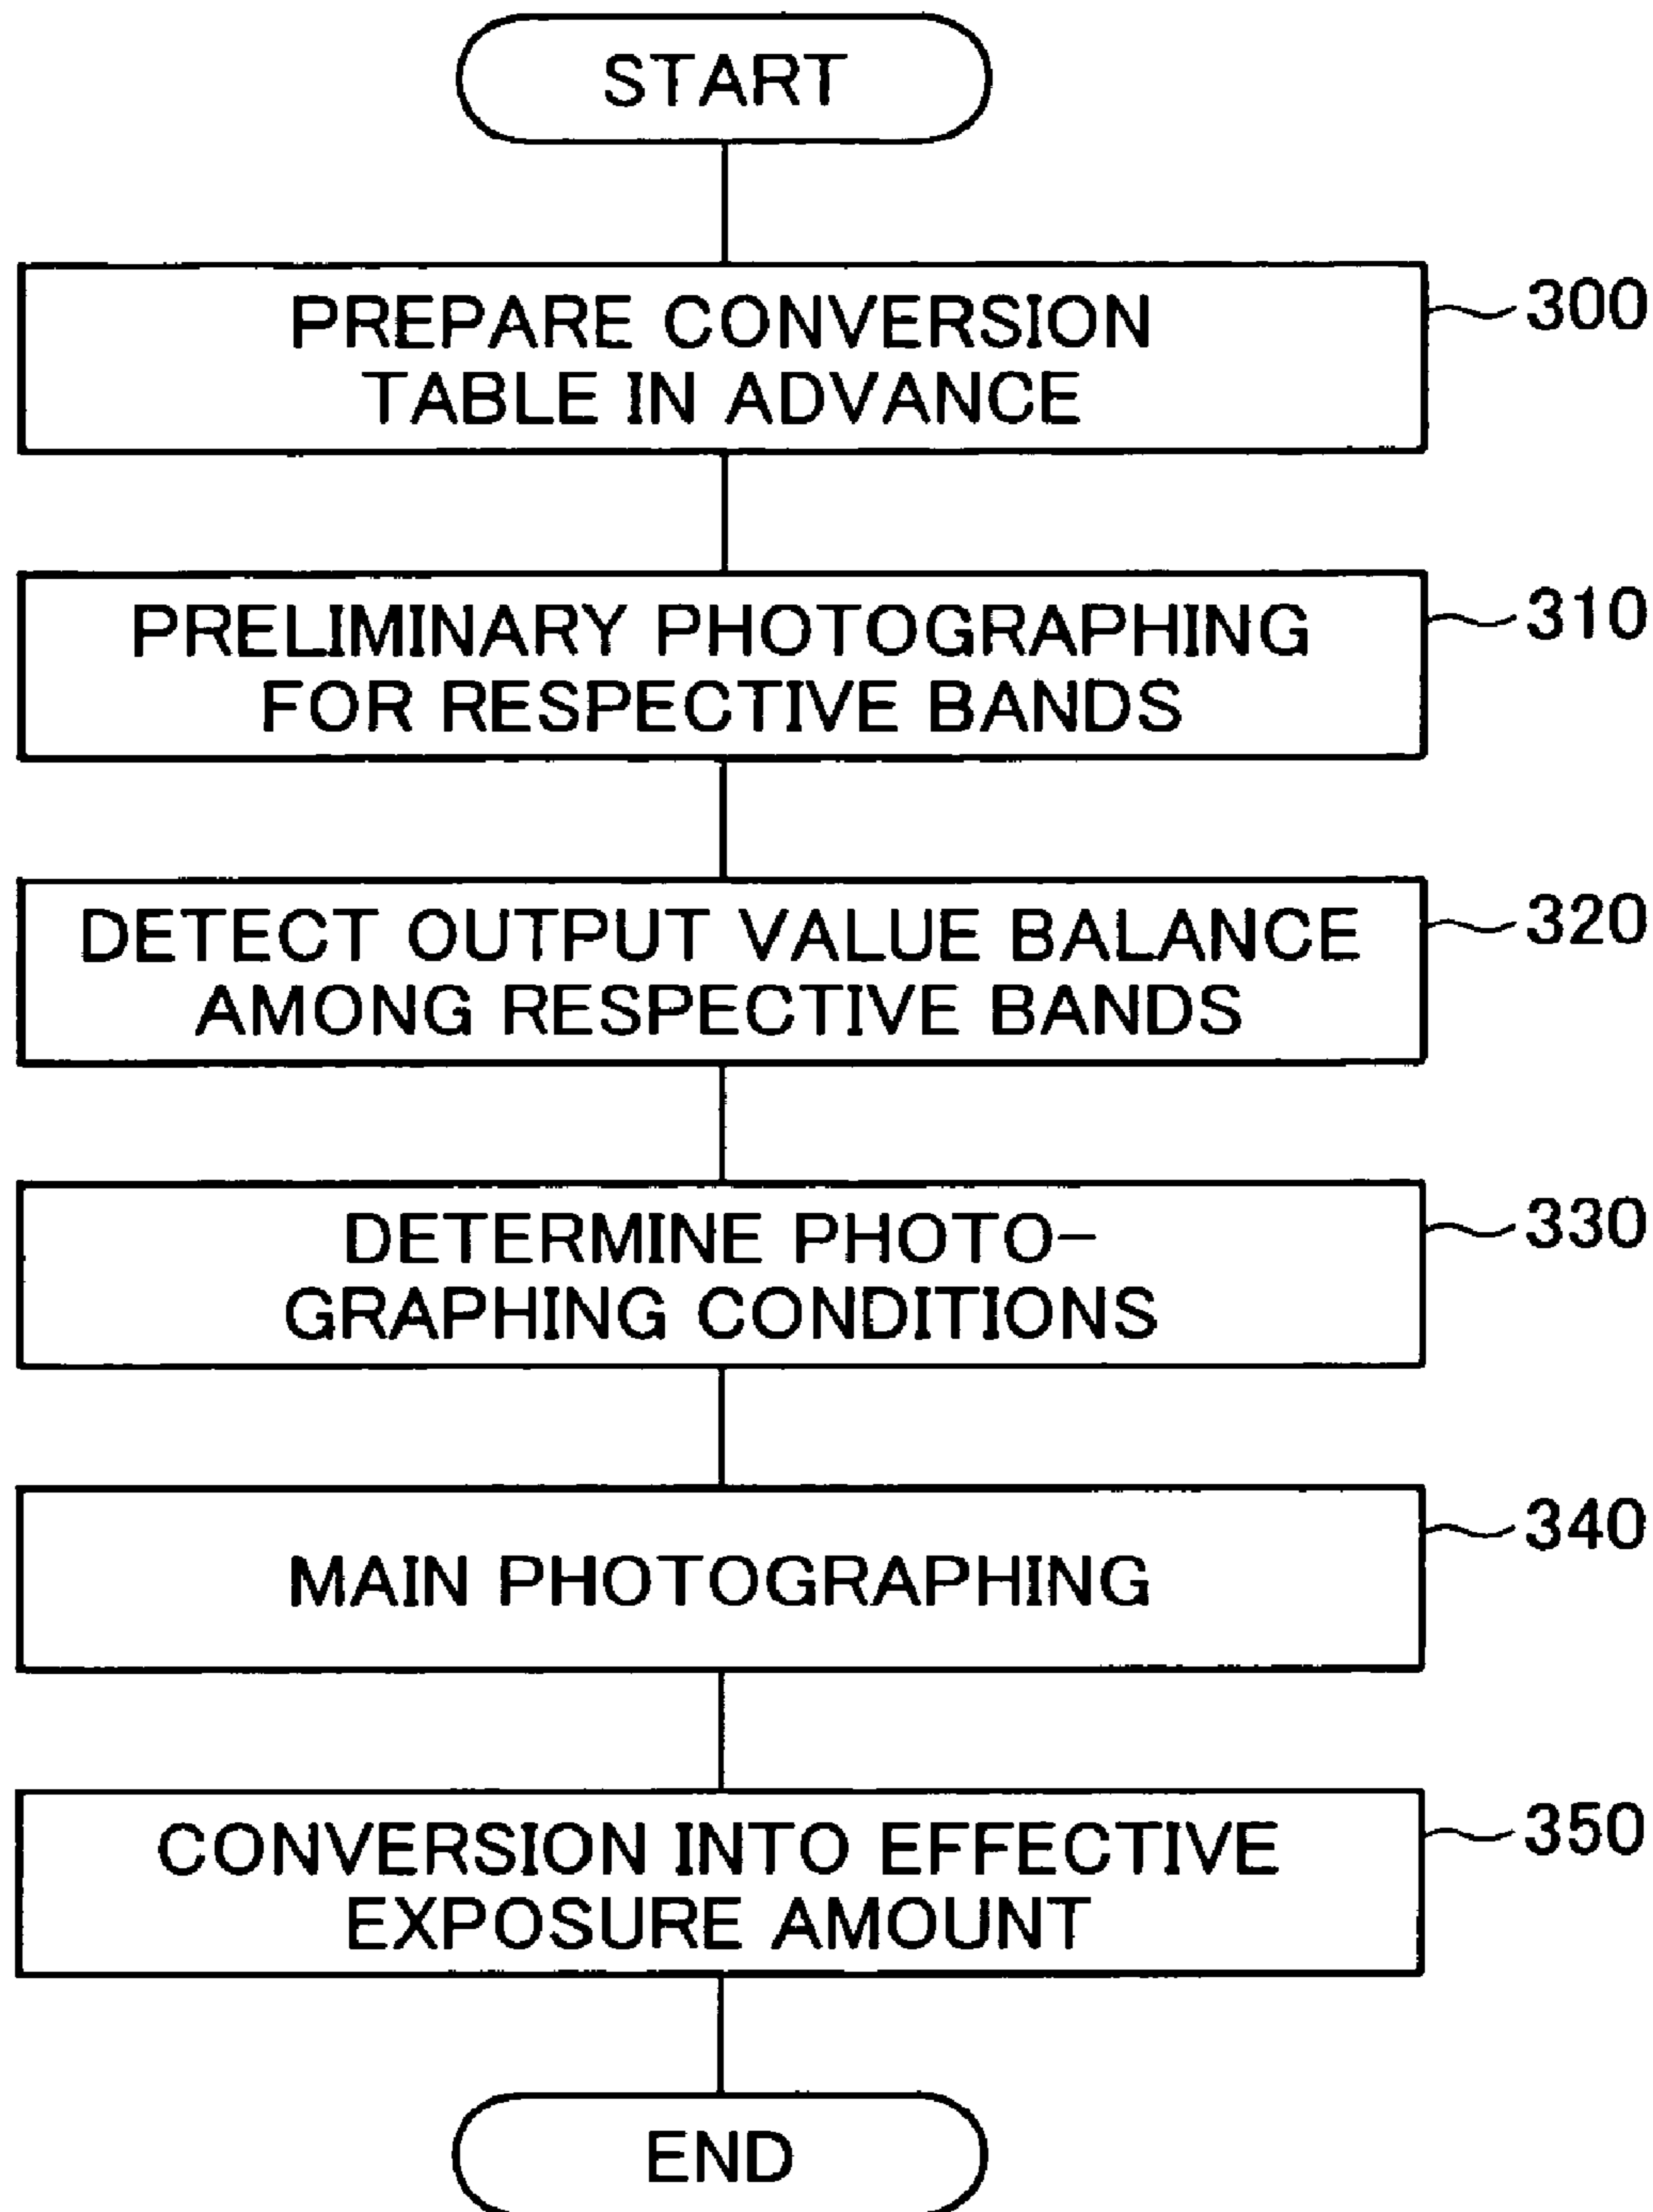 START
PREPARE CONVERSION
TABLE IN ADVANCE
300
PRELIMINARY PHOTOGRAPHING
FOR RESPECTIVE BANDS
310
DETECT OUTPUT VALUE BALANCE
AMONG RESPECTIVE BANDS
320
DETERMINE PHOTO-
GRAPHING CONDITIONS
330
MAIN PHOTOGRAPHING
340
CONVERSION INTO EFFECTIVE
EXPOSURE AMOUNT
350
END